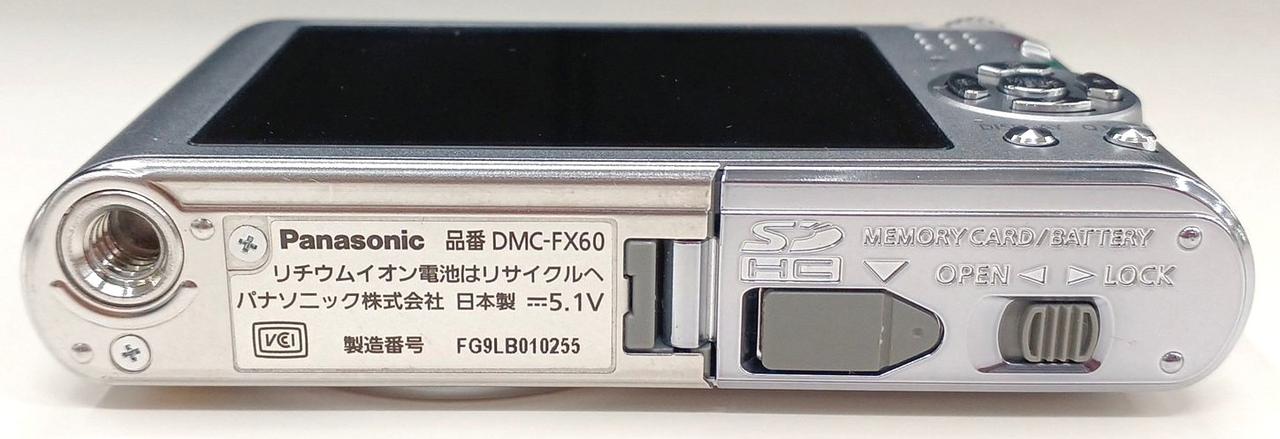 Panasonic 品番 DMC-FX60
リチウムイオン電池はリサイクルへ
パナソニック株式会社 日本製 ⎓5.1V
VCI 製造番号 FG9LB010255
SD HC
MEMORY CARD/BATTERY
OPEN ◁ ▷ LOCK